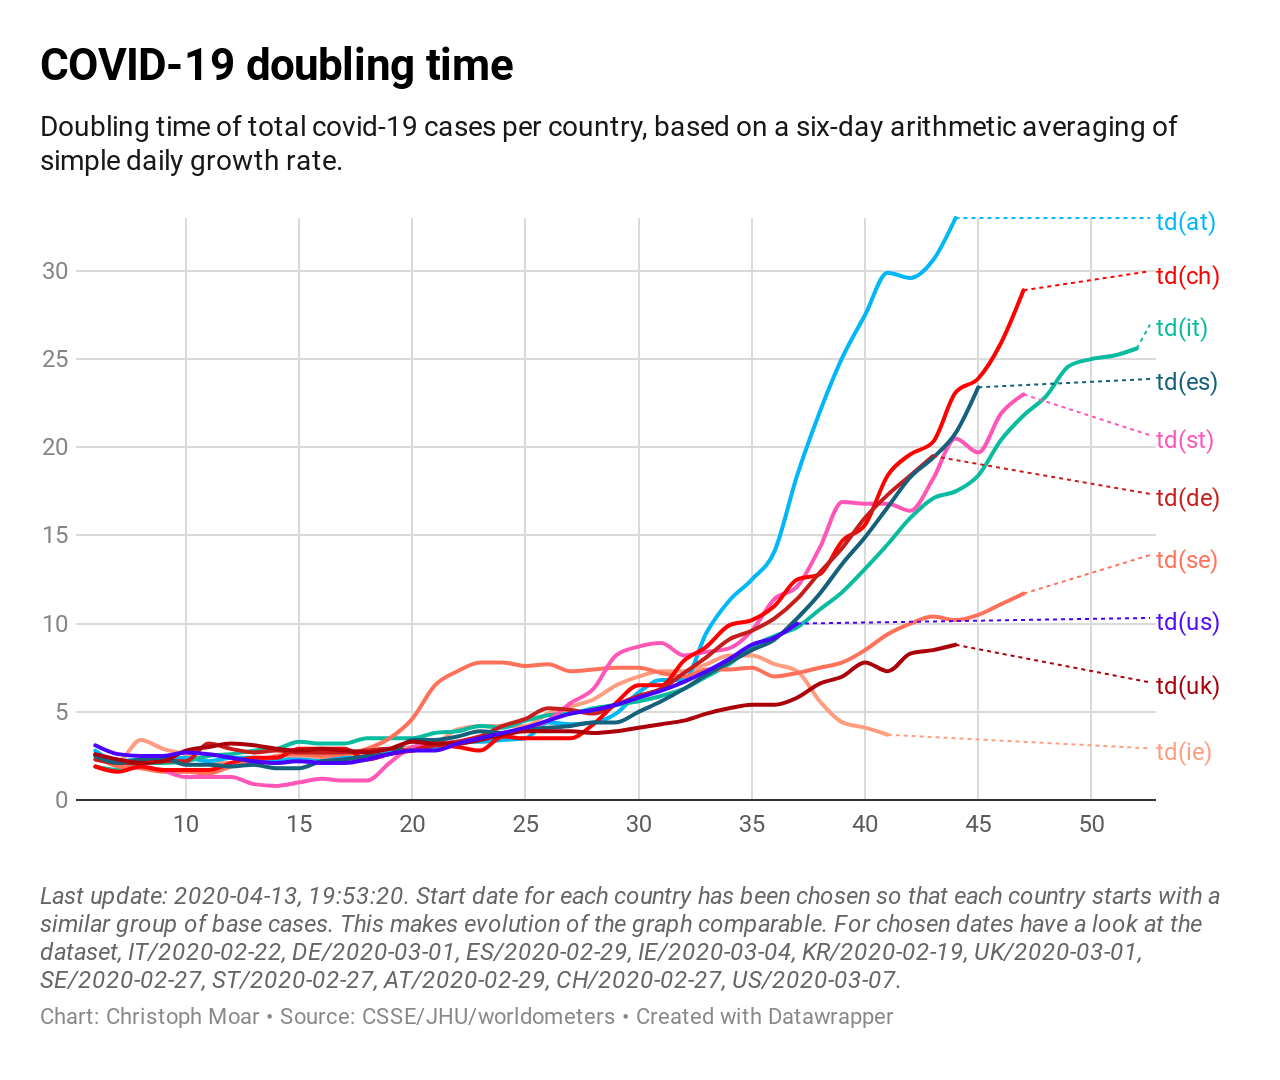 COVID-19 doubling time
Doubling time of total covid-19 cases per country, based on a six-day arithmetic averaging of
simple daily growth rate.
td(at)
30
td(ch)
td(it)
25
td(es)
20
td(st)
td(de)
15
td(se)
10
td(us)
td(uk)
5
td(ie)
0
10 15 20 25 30 35 40 45 50
Last update: 2020-04-13, 19:53:20. Start date for each country has been chosen so that each country starts with a
similar group of base cases. This makes evolution of the graph comparable. For chosen dates have a look at the
dataset, IT/2020-02-22, DE/2020-03-01, ES/2020-02-29, IE/2020-03-04, KR/2020-02-19, UK/2020-03-01,
SE/2020-02-27, ST/2020-02-27, AT/2020-02-29, CH/2020-02-27, US/2020-03-07.
Chart: Christoph Moar • Source: CSSE/JHU/worldometers • Created with Datawrapper